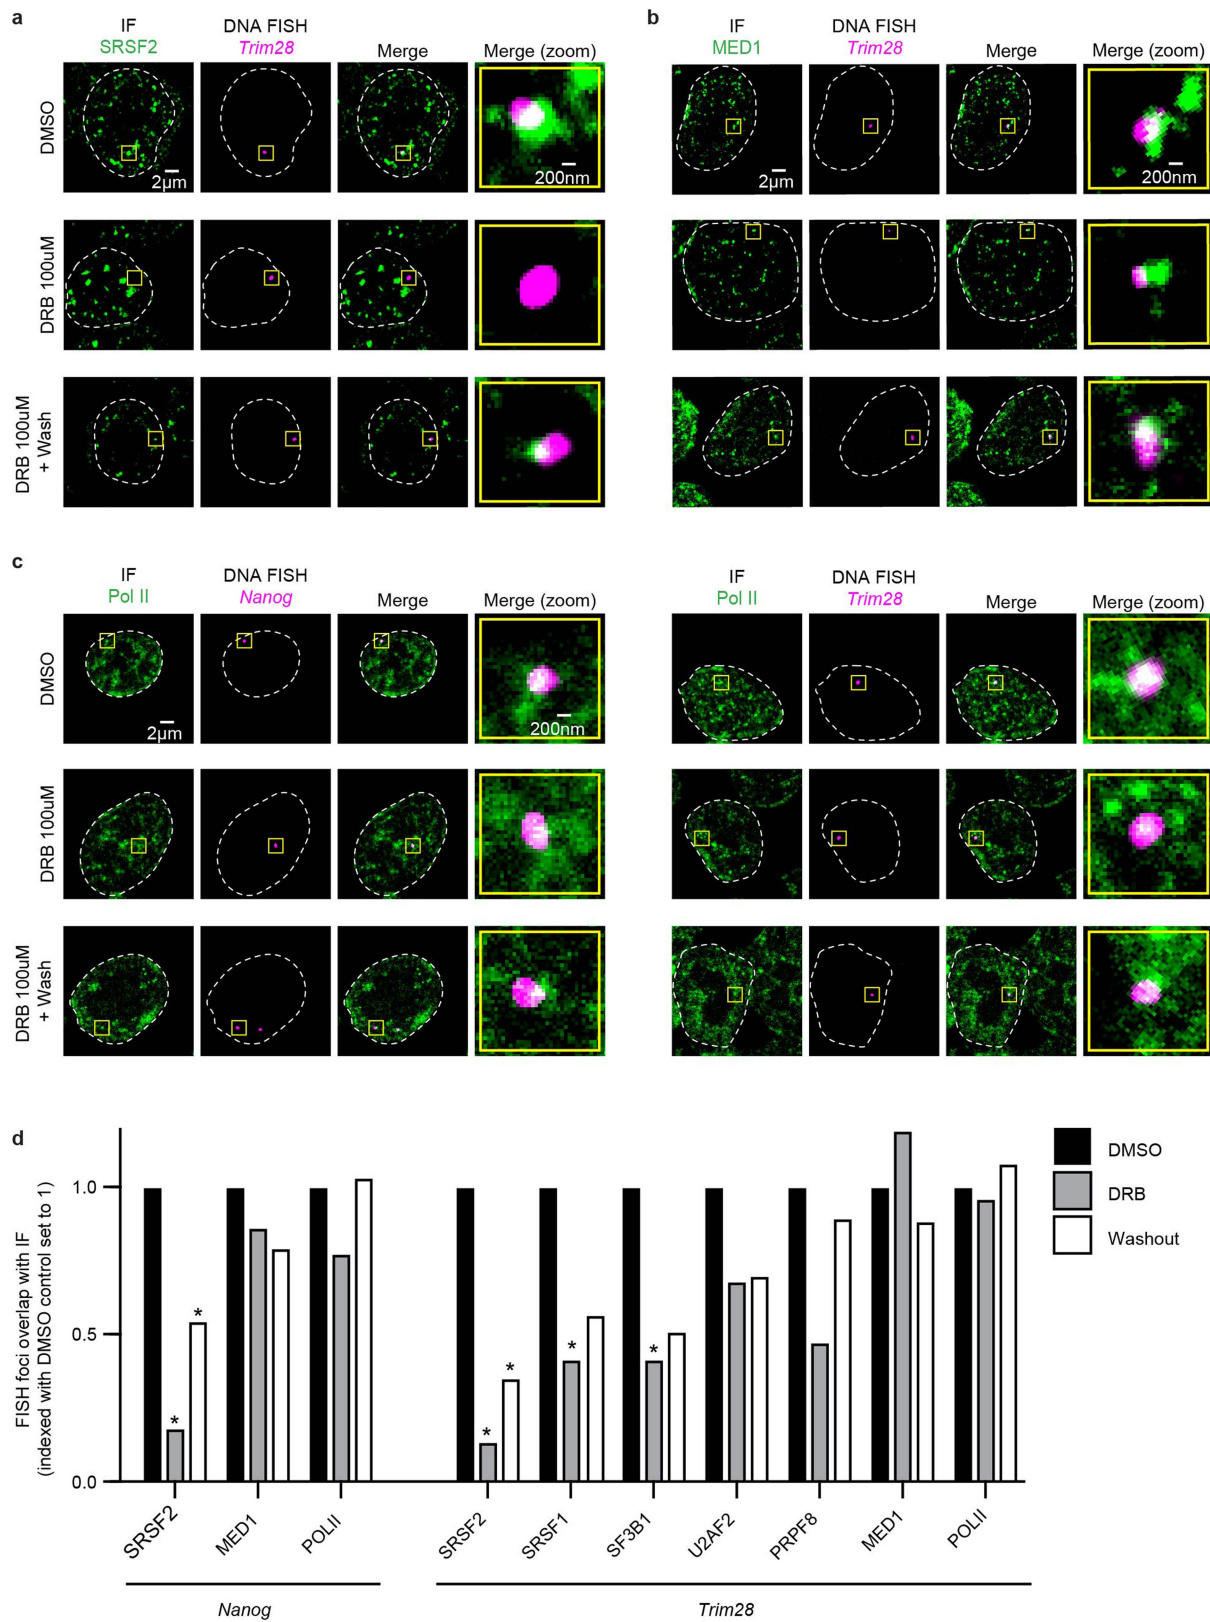 a
IF
SRSF2
DNA FISH
Trim28
Merge
Merge (zoom)
DMSO
2µm
200nm
DRB 100uM
DRB 100uM
+ Wash
b
IF
MED1
DNA FISH
Trim28
Merge
Merge (zoom)
2µm
200nm
c
IF
Pol II
DNA FISH
Nanog
Merge
Merge (zoom)
DMSO
2µm
200nm
DRB 100uM
DRB 100uM
+ Wash
IF
Pol II
DNA FISH
Trim28
Merge
Merge (zoom)
d
FISH foci overlap with IF
(indexed with DMSO control set to 1)
1.0
0.5
0.0
*
*
*
*
*
*
DMSO
DRB
Washout
SRSF2
MED1
POLII
SRSF2
SRSF1
SF3B1
U2AF2
PRPF8
MED1
POLII
Nanog
Trim28